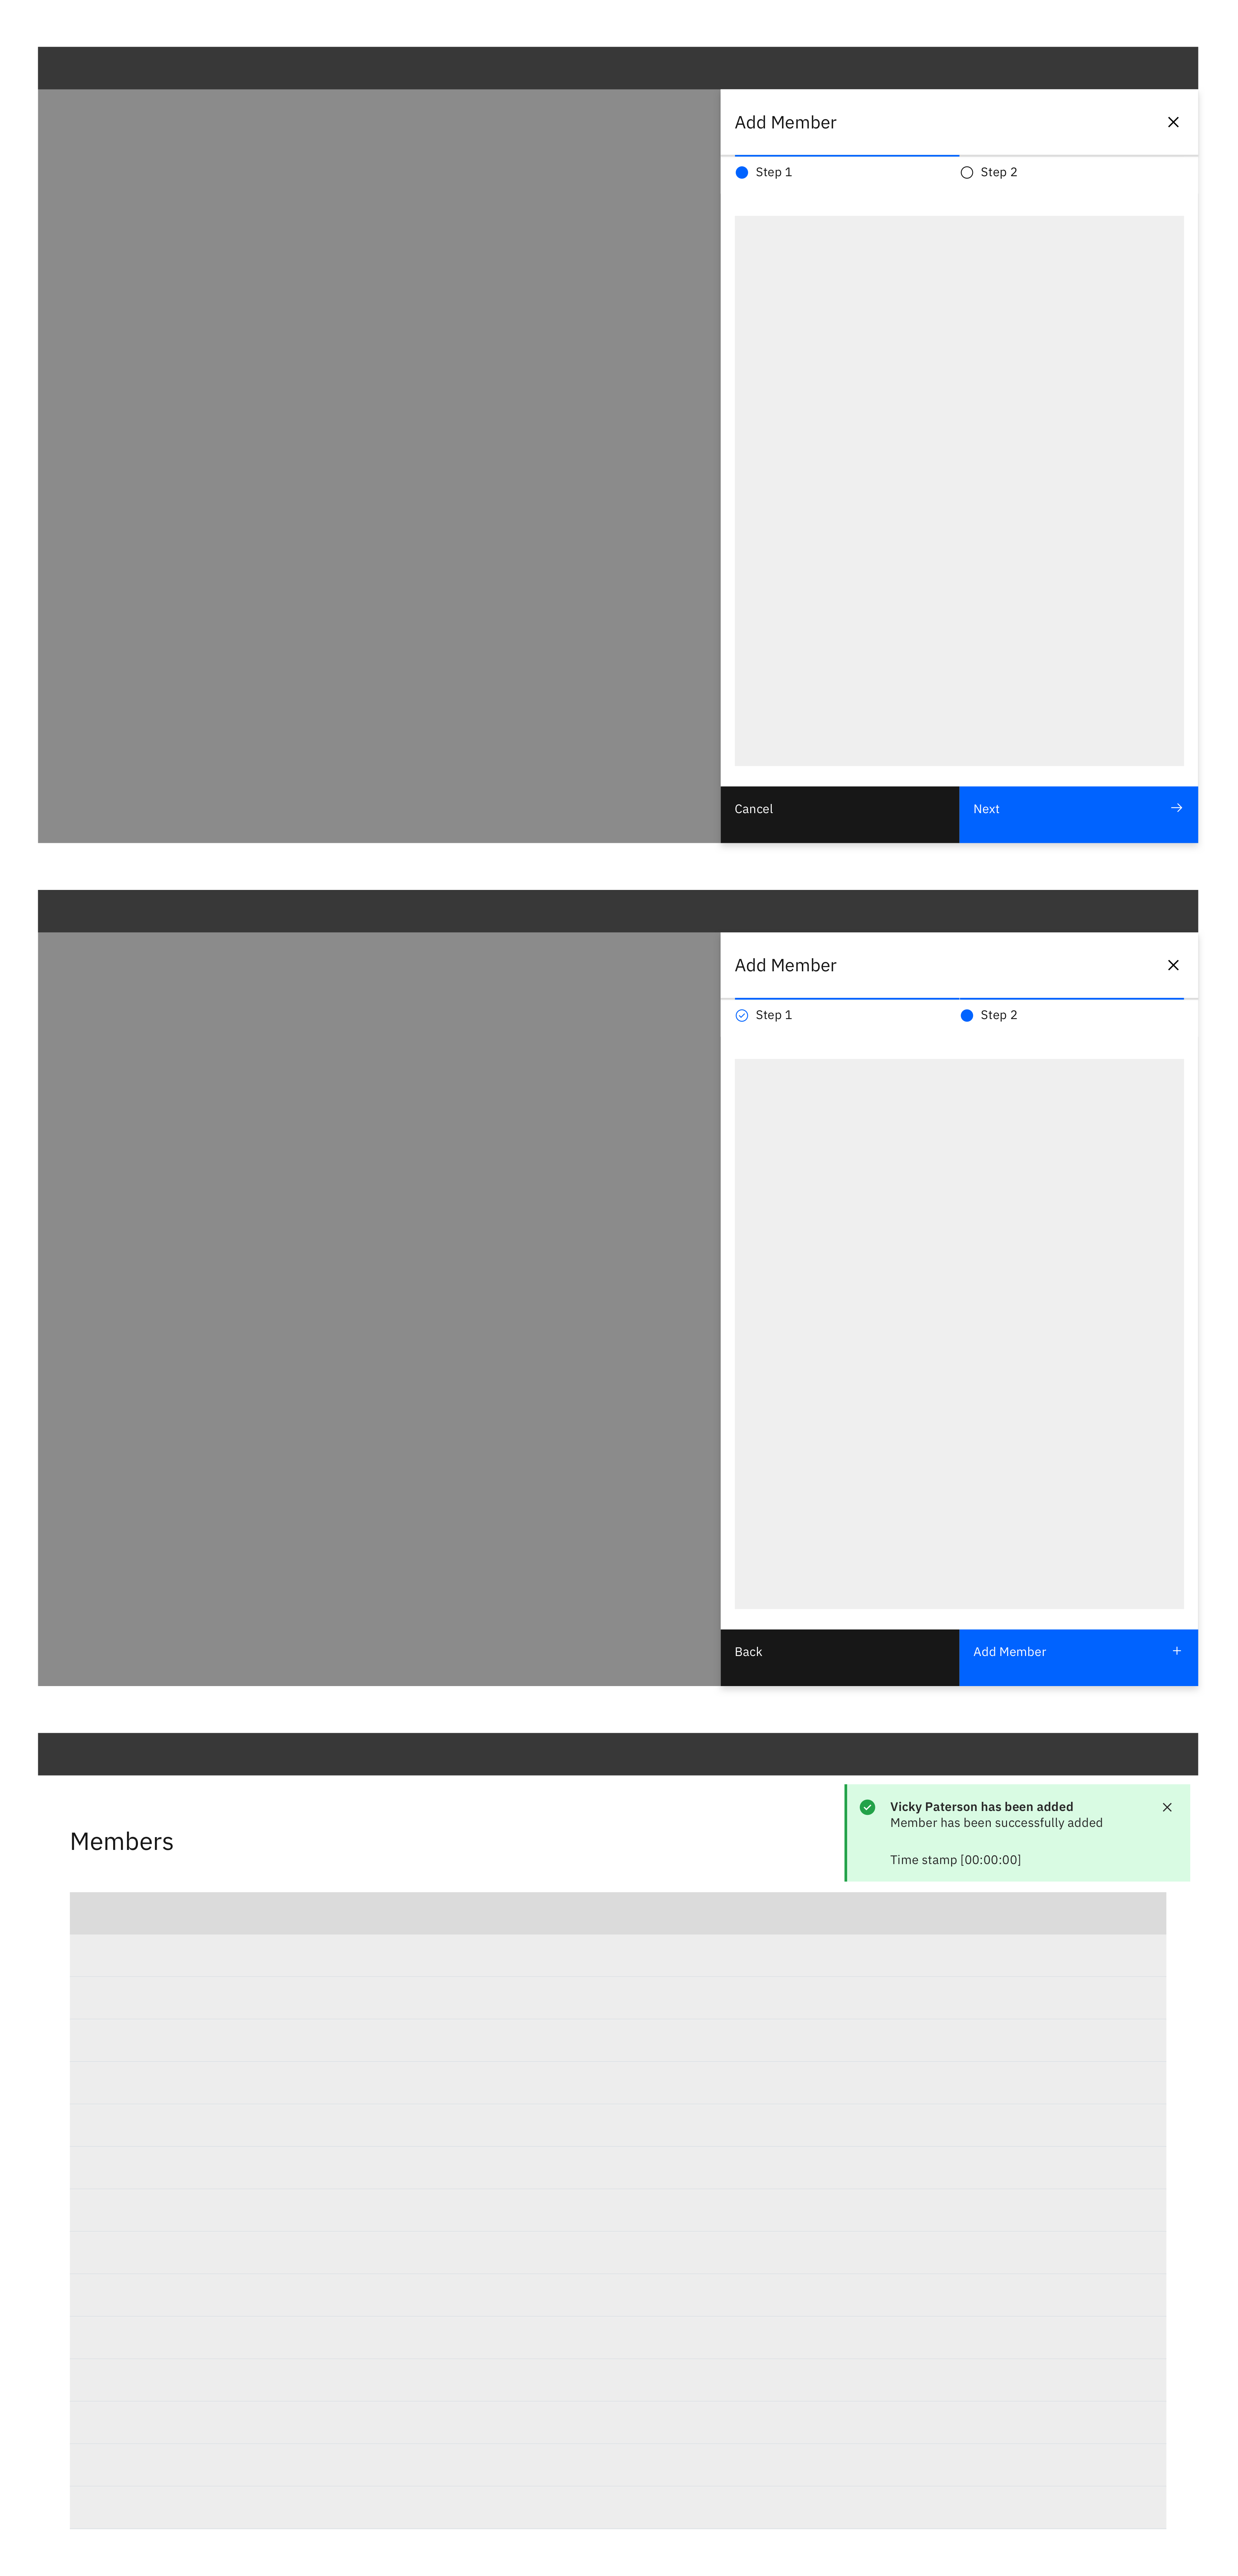 Add Member
Step 1
Step 2
Cancel
Next
Add Member
Step 1
Step 2
Back
Add Member
Vicky Paterson has been added
Member has been successfully added
Time stamp [00:00:00]
Members